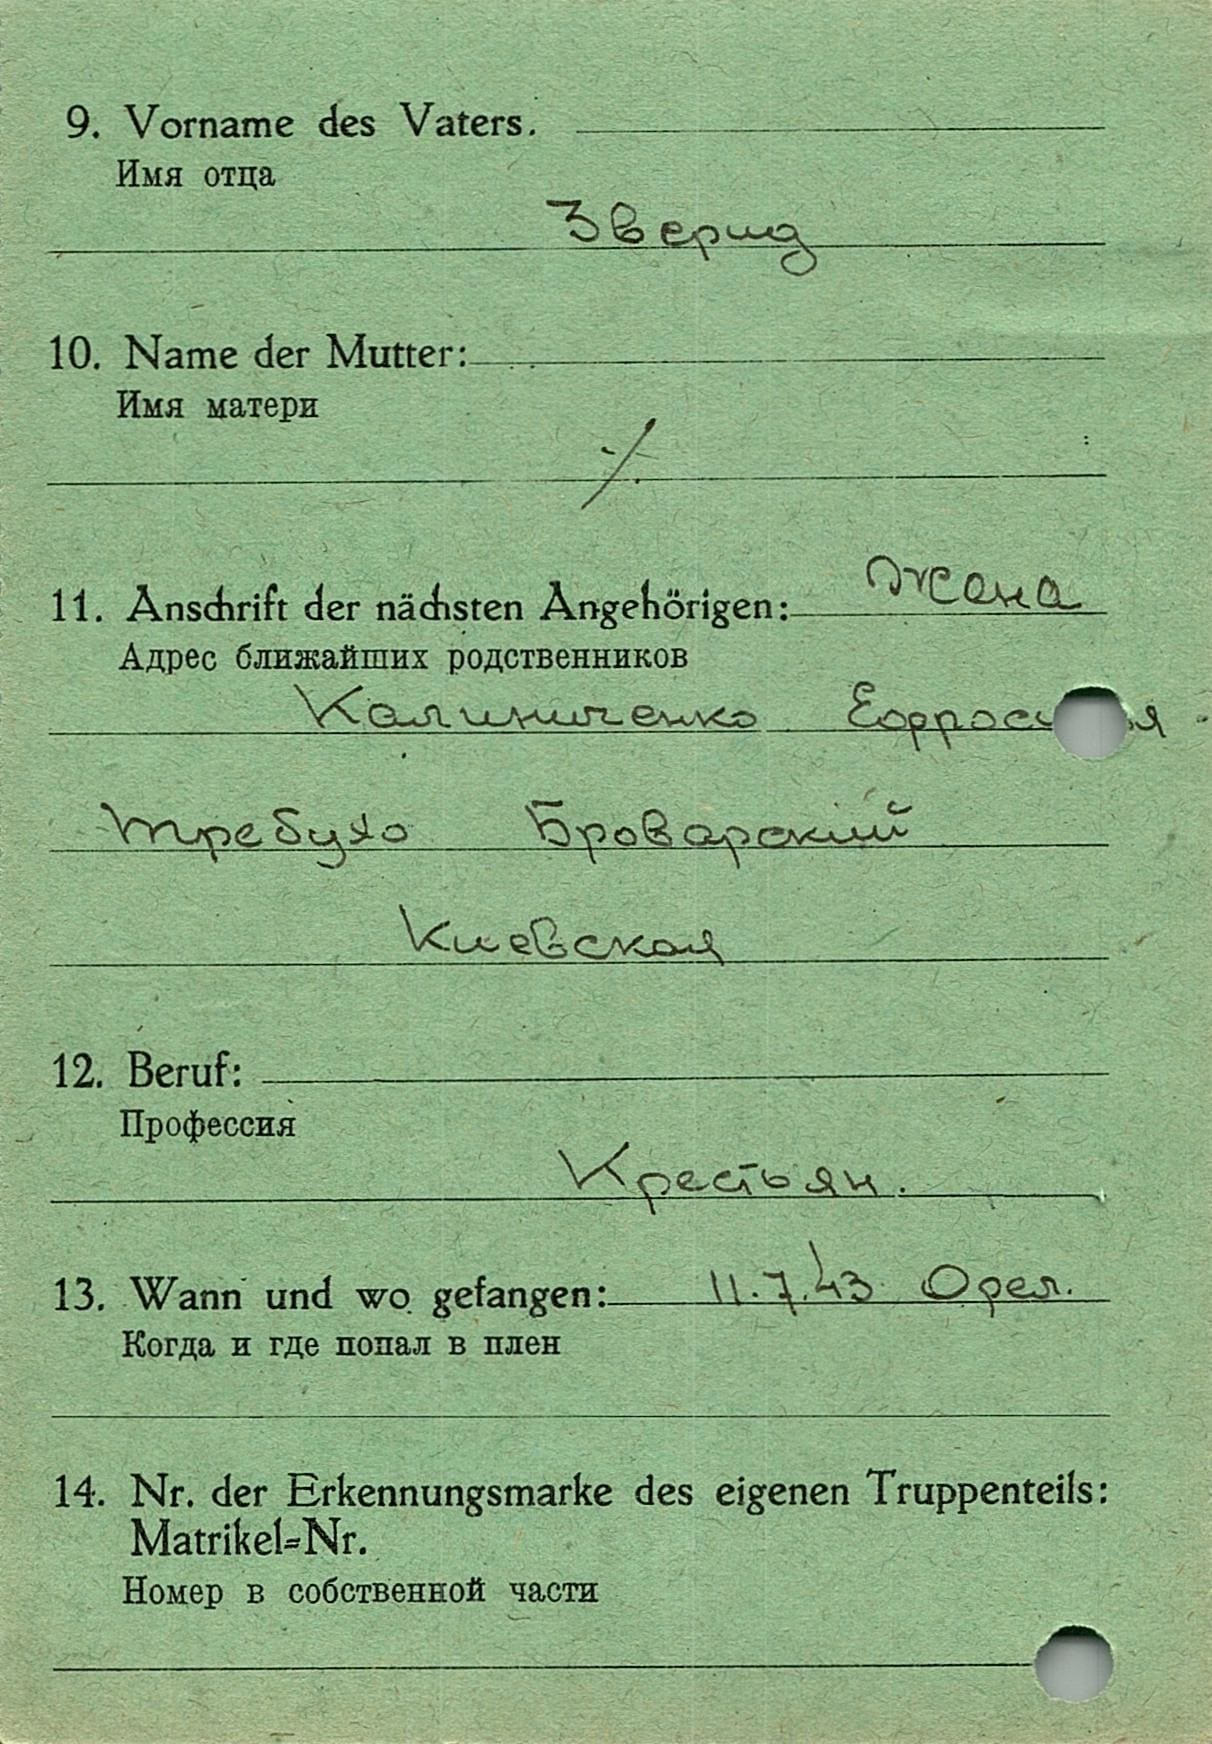 9. Vorname des Vaters.
Имя отца
Зверид
10. Name der Mutter:
Имя матери
11. Anschrift der nächsten Angehörigen: Жена
Адрес ближайших родственников
Калиниченко
Требухо Броварский
Киевская
12. Beruf:
Профессия
Крестьян.
13. Wann und wo gefangen: 11.7.43 Орел.
Когда и где попал в плен
14. Nr. der Erkennungsmarke des eigenen Truppenteils:
Matrikel=Nr.
Номер в собственной части